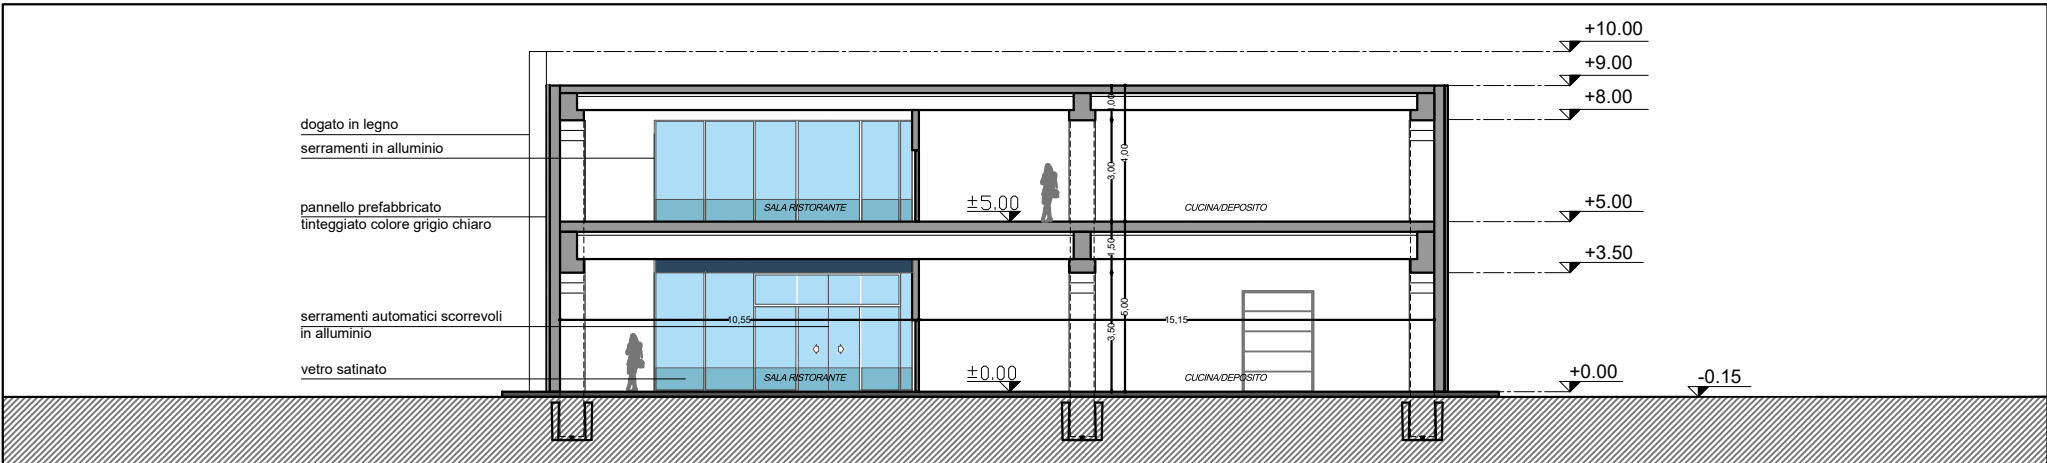 +10.00
+9.00
+8.00
dogato in legno
serramenti in alluminio
1,00
3,00
4,00
pannello prefabbricato
tinteggiato colore grigio chiaro
SALA RISTORANTE
±5.00
CUCINA/DEPOSITO
+5.00
1,50
+3.50
serramenti automatici scorrevoli
in alluminio
10,55
5,00
3,50
15,15
vetro satinato
SALA RISTORANTE
±0.00
CUCINA/DEPOSITO
+0.00
-0.15